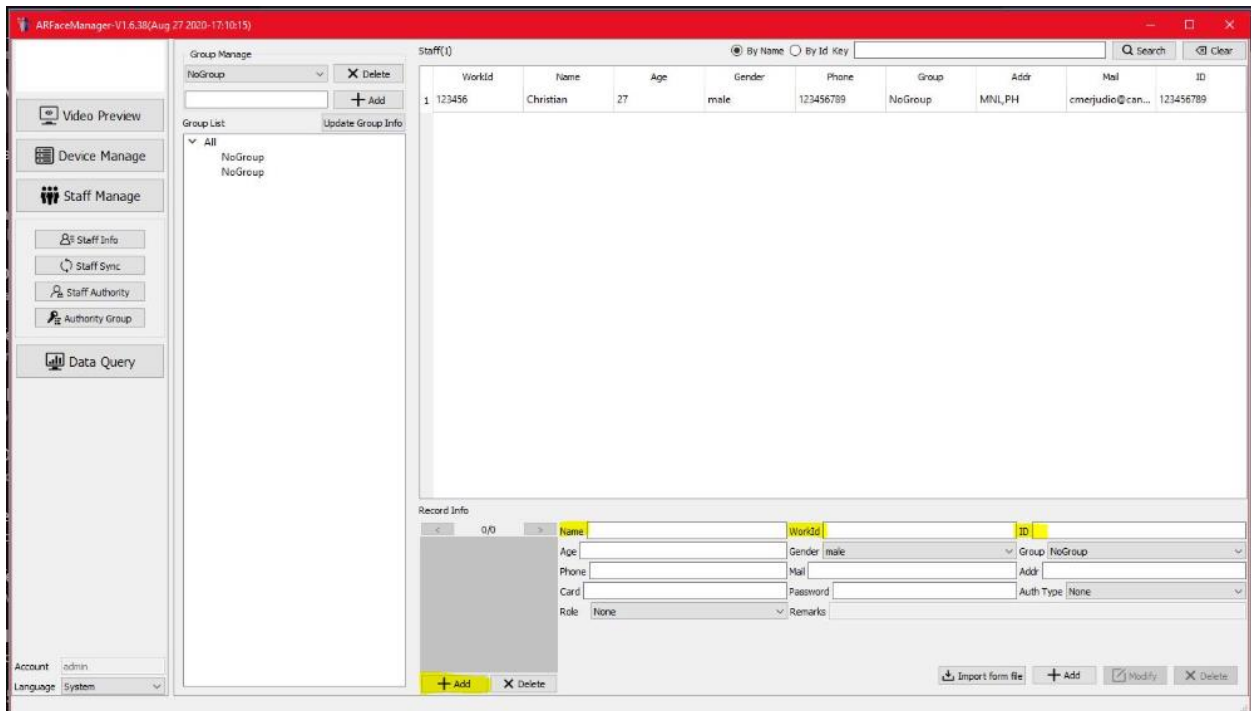 ARFaceManager-V1.6.38(Aug 27 2020-17:10:15)
Video Preview
Device Manage
Staff Manage
Staff Info
Staff Sync
Staff Authority
Authority Group
Data Query
Account admin
Language System
Group Manage
NoGroup Delete
Add
Group List Update Group Info
All
NoGroup
NoGroup
Staff(1) By Name By Id Key Search Clear
WorkId Name Age Gender Phone Group Addr Mail ID
1 123456 Christian 27 male 123456789 NoGroup MNL,PH cmerjudio@can... 123456789
Record Info
< 0/0 > Name WorkId ID
Age Gender male Group NoGroup
Phone Mail Addr
Card Password Auth Type None
Role None Remarks
Import form file Add Modify Delete
Add Delete